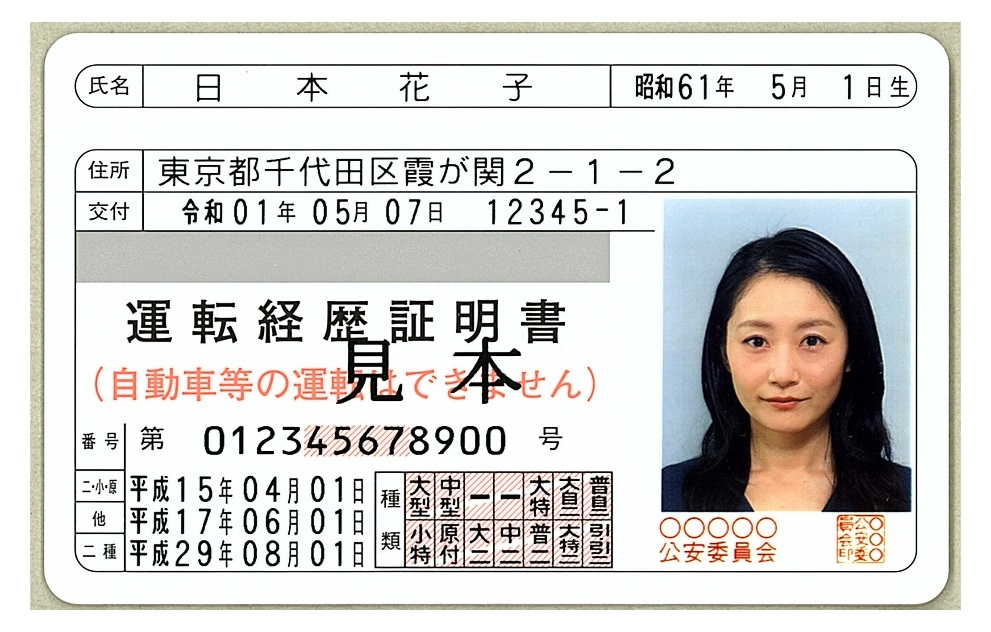 氏名 日本花子 昭和61年 5月 1日生
住所 東京都千代田区霞が関2－1－2
交付 令和01年05月07日 12345-1
運転経歴証明書
見本
(自動車等の運転はできません)
番号 第 012345678900 号
二・小・原 平成15年04月01日
他 平成17年06月01日
二種 平成29年08月01日
種類 大型 中型 ー ー 大特 大自二 普自二
小特 原付 大二 中二 普二 大特二 引引二
〇〇〇〇〇
公安委員会
〇〇〇公安委員会印